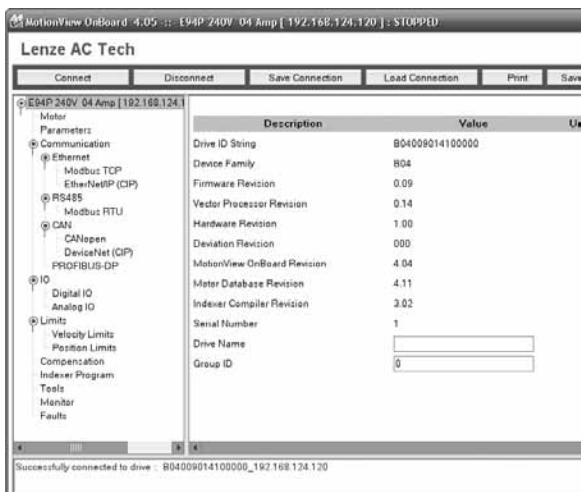 MotionView OnBoard 4.05 -::- E94P 240V 04 Amp [ 192.168.124.120 ] : STOPPED
Lenze AC Tech
Connect Disconnect Save Connection Load Connection Print Save
E94P 240V 04 Amp [192.168.124.1
Motor
Parameters
Communication
Ethernet
Modbus TCP
EtherNet/IP (CIP)
RS485
Modbus RTU
CAN
CANopen
DeviceNet (CIP)
PROFIBUS-DP
IO
Digital IO
Analog IO
Limits
Velocity Limits
Position Limits
Compensation
Indexer Program
Tools
Monitor
Faults
Description Value Un
Drive ID String B04009014100000
Device Family B04
Firmware Revision 0.09
Vector Processor Revision 0.14
Hardware Revision 1.00
Deviation Revision 000
MotionView OnBoard Revision 4.04
Motor Database Revision 4.11
Indexer Compiler Revision 3.02
Serial Number 1
Drive Name
Group ID 0
Successfully connected to drive : B04009014100000_192.168.124.120